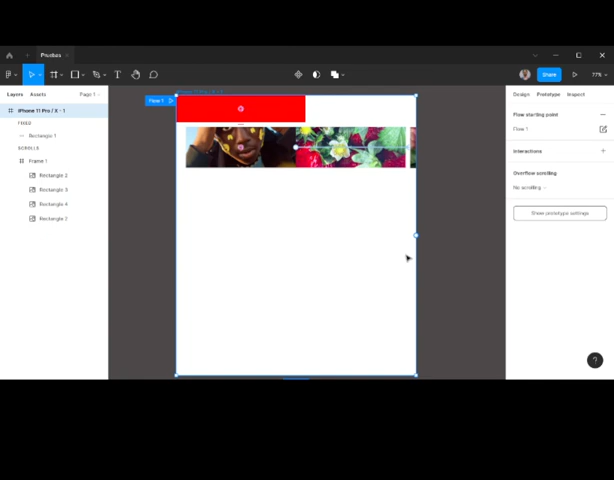 Pruebas
Share
77%
Layers
Assets
Page 1
iPhone 11 Pro / X - 1
FIXED
Rectangle 1
SCROLLS
Frame 1
Rectangle 2
Rectangle 3
Rectangle 4
Flow 1
Design
Prototype
Inspect
Flow starting point
Flow 1
Interactions
Overflow scrolling
No scrolling
Show prototype settings
?